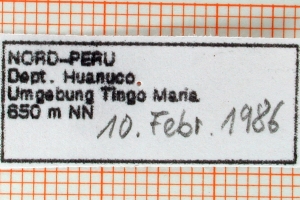 NORD-PERU
Dept. Huanuco
Umgebung Tingo Maria
650 m NN 10. Febr. 1986